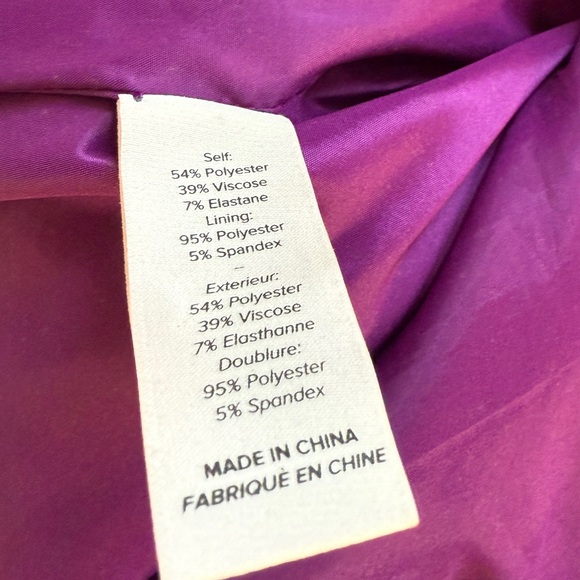 Self:
54% Polyester
39% Viscose
7% Elastane
Lining:
95% Polyester
5% Spandex
–
Exterieur:
54% Polyester
39% Viscose
7% Elasthanne
Doublure:
95% Polyester
5% Spandex
MADE IN CHINA
FABRIQUÈ EN CHINE